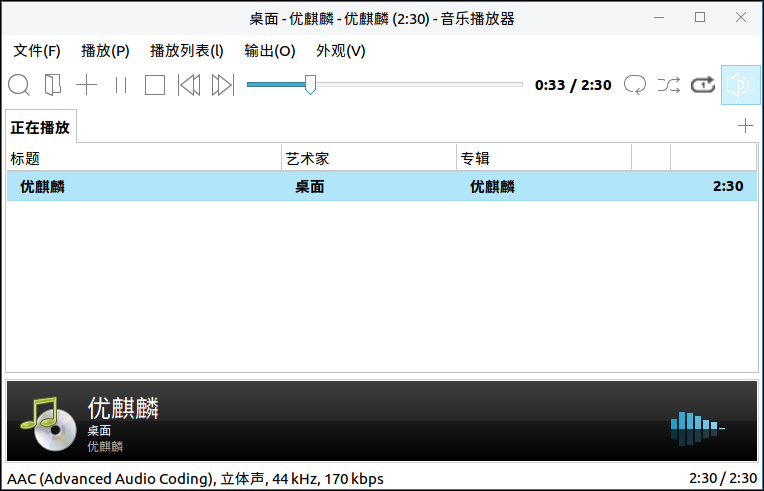 桌面 - 优麒麟 - 优麒麟 (2:30) - 音乐播放器
文件(F) 播放(P) 播放列表(l) 输出(O) 外观(V)
0:33 / 2:30
1
正在播放
标题 艺术家 专辑
优麒麟 桌面 优麒麟 2:30
优麒麟
桌面
优麒麟
AAC (Advanced Audio Coding), 立体声, 44 kHz, 170 kbps 2:30 / 2:30